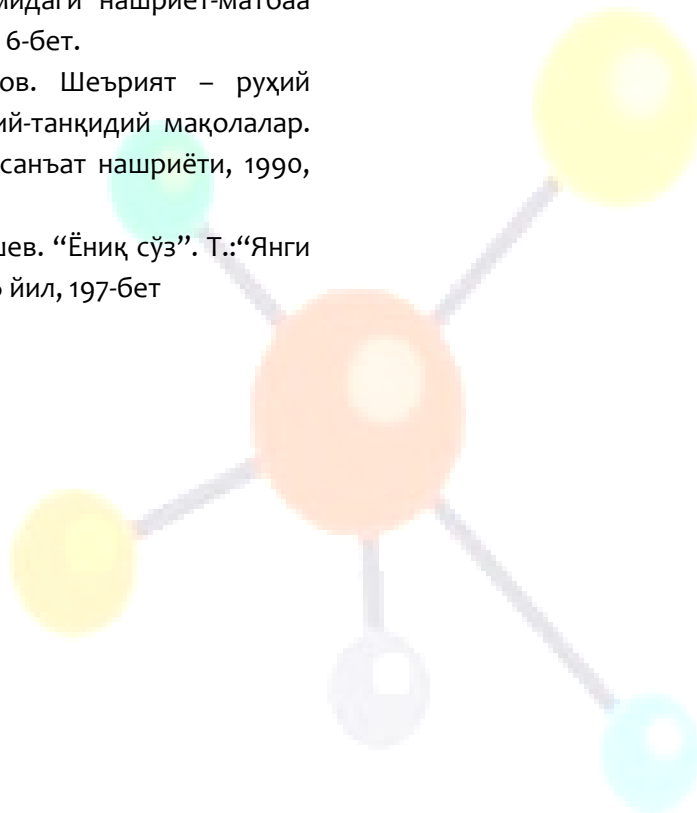 нашриёт-матбаа
6-бет.
ов. Шеърият – руҳий
ий-танқидий мақолалар.
санъат нашриёти, 1990,
шев. “Ёниқ сўз”. Т.:“Янги
йил, 197-бет